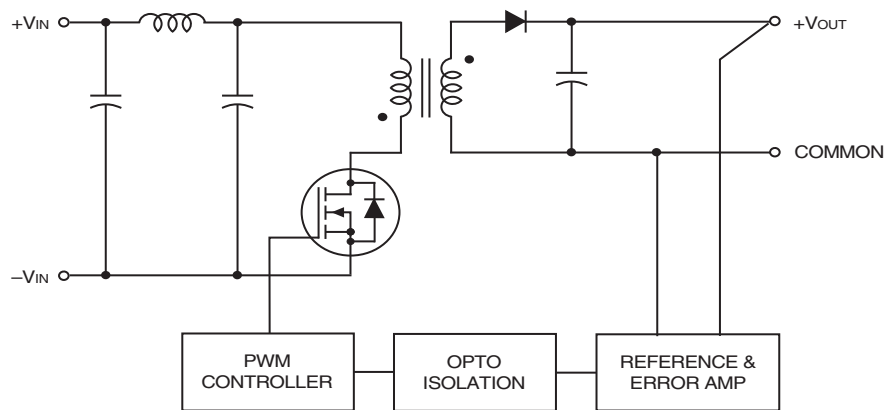 +VIN
+VOUT
COMMON
–VIN
PWM
CONTROLLER
OPTO
ISOLATION
REFERENCE &
ERROR AMP